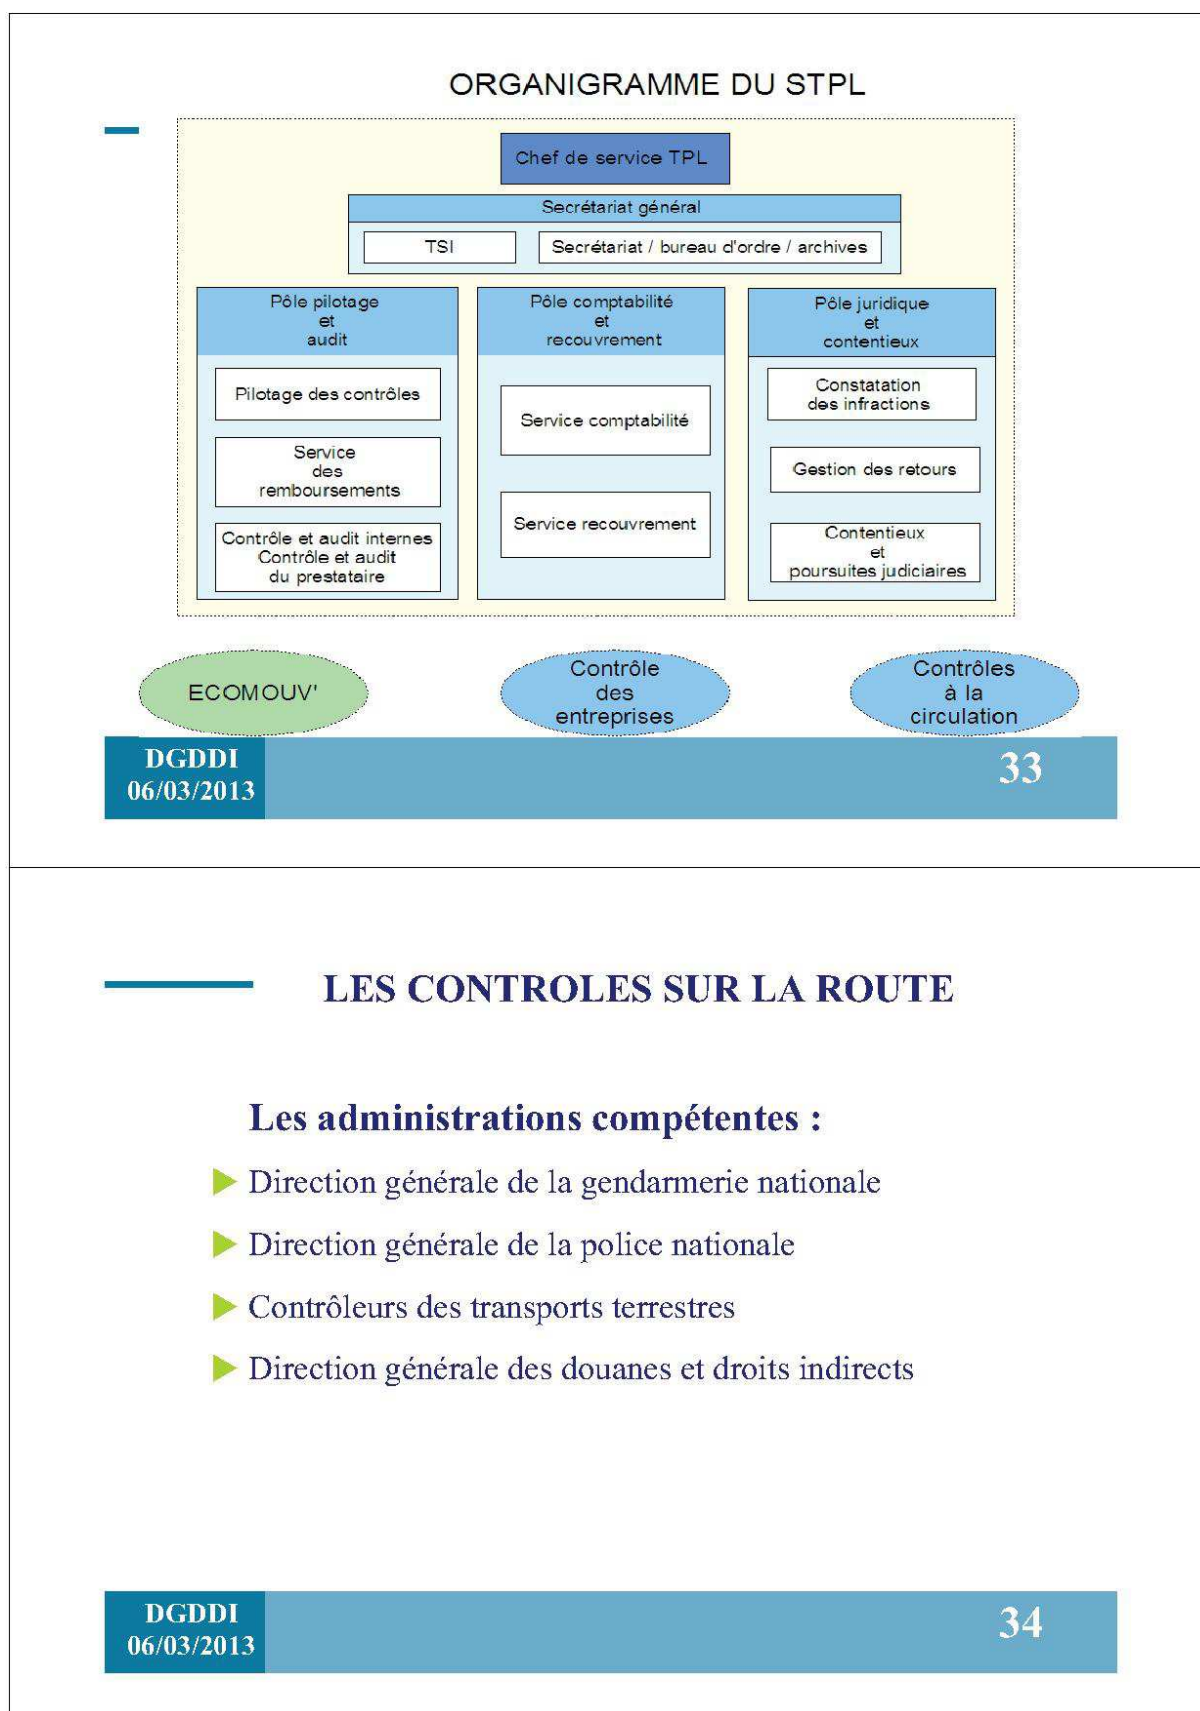 ORGANIGRAMME DU STPL
Chef de service TPL
Secrétariat général
TSI
Secrétariat / bureau d'ordre / archives
Pôle pilotage
et
audit
Pilotage des contrôles
Service
des
remboursements
Contrôle et audit internes
Contrôle et audit
du prestataire
Pôle comptabilité
et
recouvrement
Service comptabilité
Service recouvrement
Pôle juridique
et
contentieux
Constatation
des infractions
Gestion des retours
Contentieux
et
poursuites judiciaires
ECOMOUV'
Contrôle
des
entreprises
Contrôles
à la
circulation
DGDDI
06/03/2013
33
LES CONTROLES SUR LA ROUTE
Les administrations compétentes :
Direction générale de la gendarmerie nationale
Direction générale de la police nationale
Contrôleurs des transports terrestres
Direction générale des douanes et droits indirects
DGDDI
06/03/2013
34